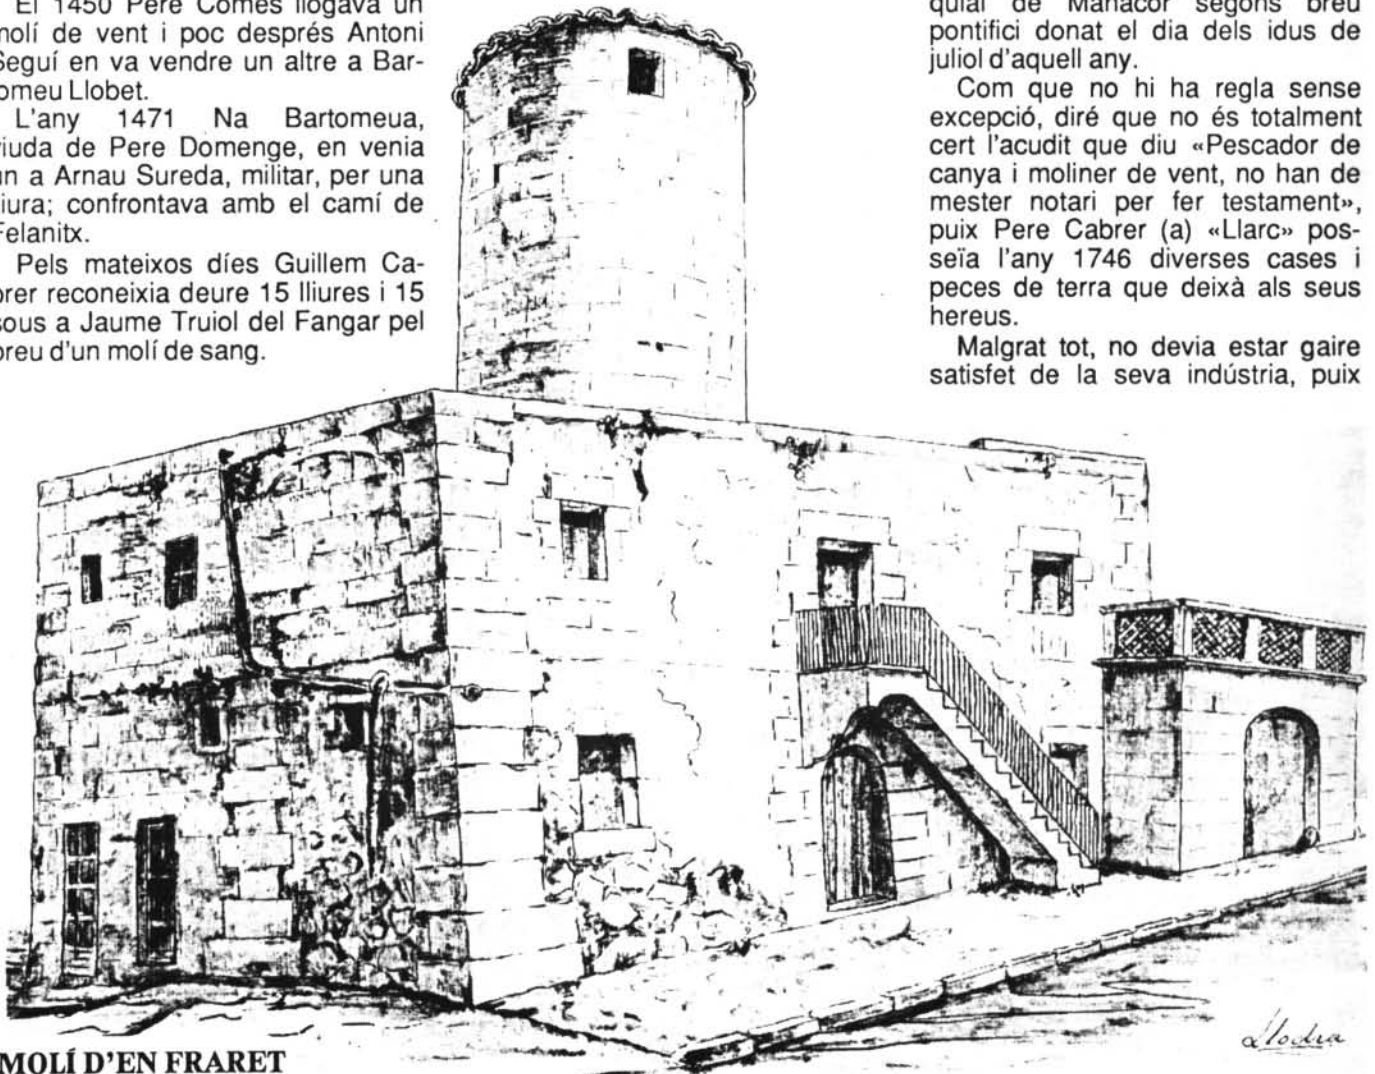 El 1450 Pere Comes llogava un
molí de vent i poc després Antoni
Seguí en va vendre un altre a Bar-
tomeu Llobet.
L'any 1471 Na Bartomeua,
viuda de Pere Domenge, en venia
un a Arnau Sureda, militar, per una
lliura; confrontava amb el camí de
Felanitx.
Pels mateixos díes Guillem Ca-
brer reconeixia deure 15 lliures i 15
sous a Jaume Truiol del Fangar pel
preu d'un molí de sang.
quial de Manacor segons breu
pontifici donat el dia dels idus de
juliol d'aquell any.
Com que no hi ha regla sense
excepció, diré que no és totalment
cert l'acudit que diu «Pescador de
canya i moliner de vent, no han de
mester notari per fer testament»,
puix Pere Cabrer (a) «Llarc» pos-
seïa l'any 1746 diverses cases i
peces de terra que deixà als seus
hereus.
Malgrat tot, no devia estar gaire
satisfet de la seva indústria, puix
Llodra
MOLÍ D'EN FRARET